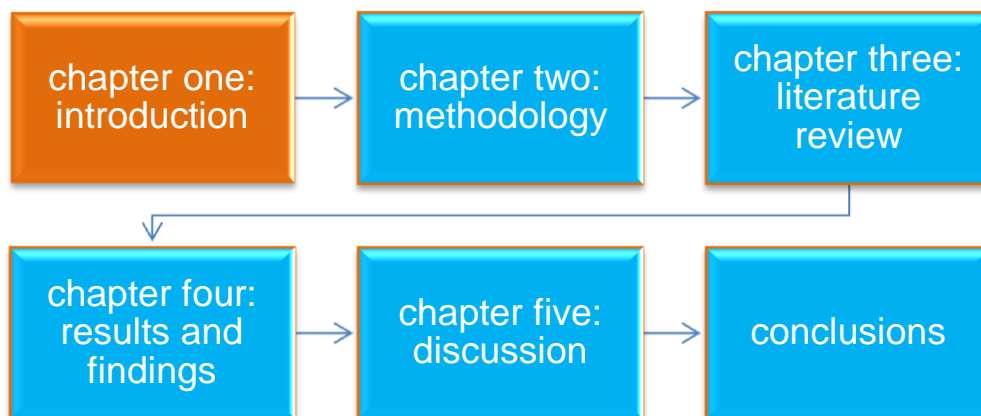 chapter one:
introduction
chapter two:
methodology
chapter three:
literature
review
chapter four:
results and
findings
chapter five:
discussion
conclusions